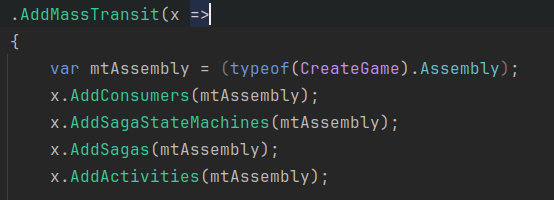 .AddMassTransit(x =>
{
var mtAssembly = (typeof(CreateGame).Assembly);
x.AddConsumers(mtAssembly);
x.AddSagaStateMachines(mtAssembly);
x.AddSagas(mtAssembly);
x.AddActivities(mtAssembly);